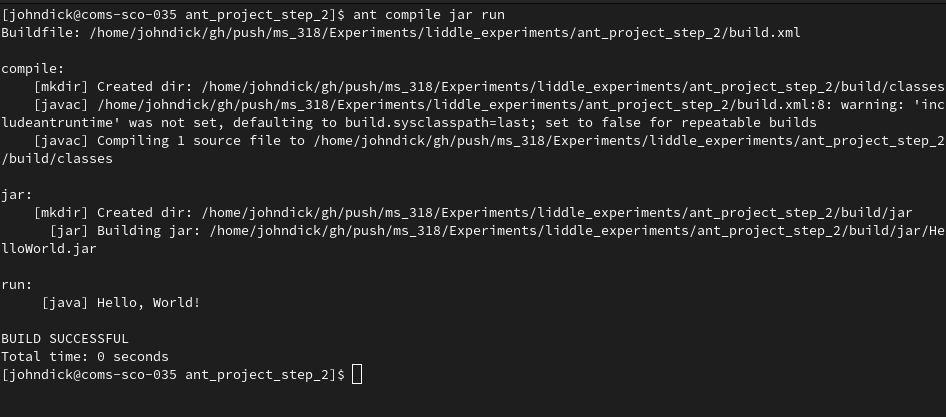 [johndick@coms-sco-035 ant_project_step_2]$ ant compile jar run
Buildfile: /home/johndick/gh/push/ms_318/Experiments/liddle_experiments/ant_project_step_2/build.xml

compile:
    [mkdir] Created dir: /home/johndick/gh/push/ms_318/Experiments/liddle_experiments/ant_project_step_2/build/classes
    [javac] /home/johndick/gh/push/ms_318/Experiments/liddle_experiments/ant_project_step_2/build.xml:8: warning: 'inc
ludeantruntime' was not set, defaulting to build.sysclasspath=last; set to false for repeatable builds
    [javac] Compiling 1 source file to /home/johndick/gh/push/ms_318/Experiments/liddle_experiments/ant_project_step_2
/build/classes

jar:
    [mkdir] Created dir: /home/johndick/gh/push/ms_318/Experiments/liddle_experiments/ant_project_step_2/build/jar
      [jar] Building jar: /home/johndick/gh/push/ms_318/Experiments/liddle_experiments/ant_project_step_2/build/jar/He
lloWorld.jar

run:
     [java] Hello, World!

BUILD SUCCESSFUL
Total time: 0 seconds
[johndick@coms-sco-035 ant_project_step_2]$